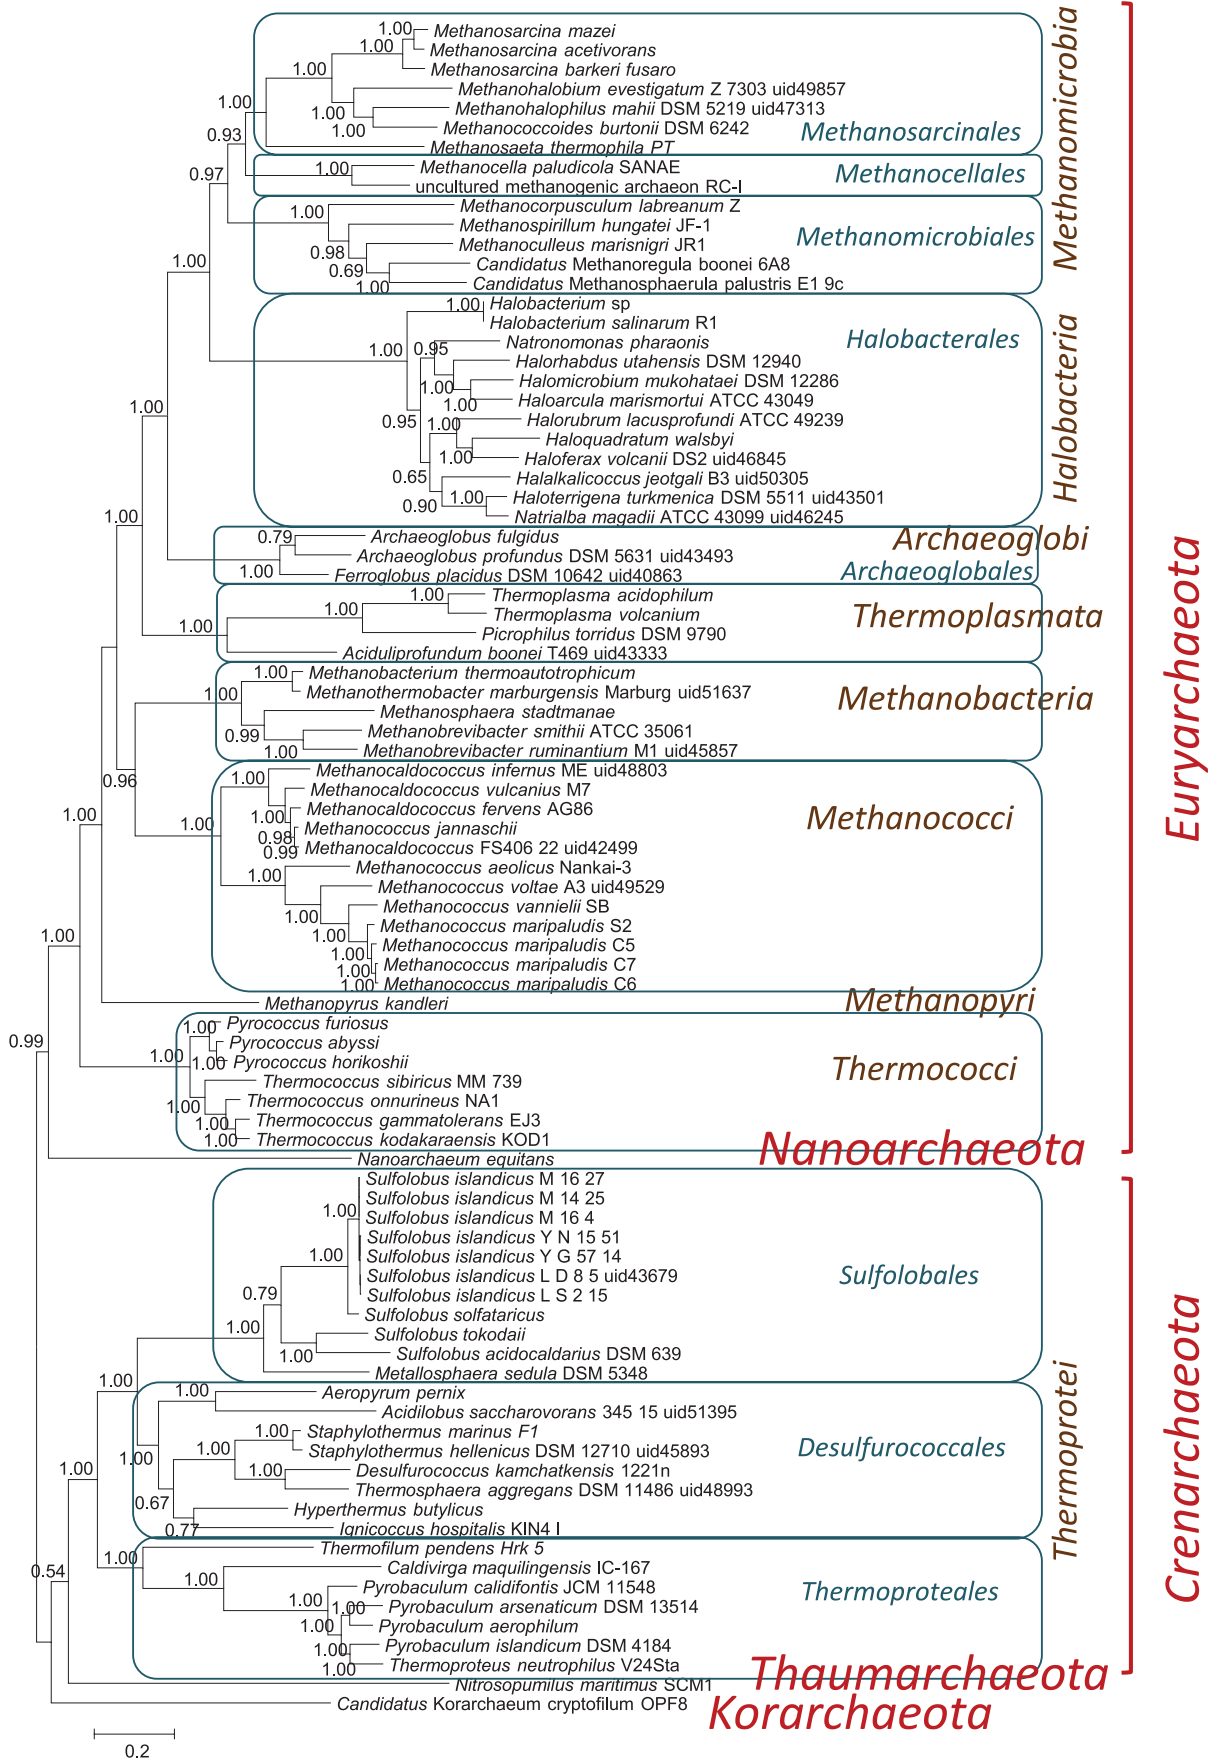 1.00 Methanosarcina mazei
1.00 Methanosarcina acetivorans
1.00 Methanosarcina barkeri fusaro
Methanohalobium evestigatum Z 7303 uid49857
1.00 1.00 Methanohalophilus mahii DSM 5219 uid47313
1.00 Methanococcoides burtonii DSM 6242
Methanosarcinales
0.93 Methanosaeta thermophila PT
1.00 Methanocella paludicola SANAE
uncultured methanogenic archaeon RC-I
Methanocellales
0.97
1.00 Methanocorpusculum labreanum Z
Methanospirillum hungatei JF-1
0.98 Methanoculleus marisnigri JR1
Methanomicrobiales
0.69 Candidatus Methanoregula boonei 6A8
1.00 Candidatus Methanosphaerula palustris E1 9c
Methanomicrobia
1.00
1.00 Halobacterium sp
Halobacterium salinarum R1
1.00 0.95 Natronomonas pharaonis
Halobacterales
Halorhabdus utahensis DSM 12940
1.00 Halomicrobium mukohataei DSM 12286
1.00 Haloarcula marismortui ATCC 43049
0.95 1.00 Halorubrum lacusprofundi ATCC 49239
Haloquadratum walsbyi
1.00 Haloferax volcanii DS2 uid46845
0.65 Halalkalicoccus jeotgali B3 uid50305
1.00 Haloterrigena turkmenica DSM 5511 uid43501
0.90 Natrialba magadii ATCC 43099 uid46245
Halobacteria
1.00
0.79 Archaeoglobus fulgidus
Archaeoglobi
Archaeoglobus profundus DSM 5631 uid43493
1.00 Ferroglobus placidus DSM 10642 uid40863
Archaeoglobales
1.00
1.00 Thermoplasma acidophilum
1.00 Thermoplasma volcanium
Thermoplasmata
1.00 Picrophilus torridus DSM 9790
Aciduliprofundum boonei T469 uid43333
1.00 Methanobacterium thermoautotrophicum
1.00 Methanothermobacter marburgensis Marburg uid51637
Methanobacteria
Methanosphaera stadtmanae
0.99 Methanobrevibacter smithii ATCC 35061
1.00 Methanobrevibacter ruminantium M1 uid45857
0.96
1.00 Methanocaldococcus infernus ME uid48803
Methanocaldococcus vulcanius M7
1.00 Methanocaldococcus fervens AG86
1.00 0.98 Methanococcus jannaschii
Methanococci
0.99 Methanocaldococcus FS406 22 uid42499
1.00 Methanococcus aeolicus Nankai-3
Methanococcus voltae A3 uid49529
1.00 Methanococcus vannielii SB
1.00 Methanococcus maripaludis S2
1.00 Methanococcus maripaludis C5
1.00 Methanococcus maripaludis C7
1.00 Methanococcus maripaludis C6
1.00
1.00
Methanopyrus kandleri
Methanopyri
1.00 Pyrococcus furiosus
Pyrococcus abyssi
1.00 1.00 Pyrococcus horikoshii
Thermococci
Thermococcus sibiricus MM 739
1.00 Thermococcus onnurineus NA1
1.00 Thermococcus gammatolerans EJ3
1.00 Thermococcus kodakaraensis KOD1
Euryarchaeota
0.99
Nanoarchaeum equitans
Nanoarchaeota
Sulfolobus islandicus M 16 27
Sulfolobus islandicus M 14 25
1.00 Sulfolobus islandicus M 16 4
Sulfolobus islandicus Y N 15 51
1.00 Sulfolobus islandicus Y G 57 14
Sulfolobus islandicus L D 8 5 uid43679
Sulfolobales
0.79 Sulfolobus islandicus L S 2 15
Sulfolobus solfataricus
1.00 Sulfolobus tokodaii
1.00 Sulfolobus acidocaldarius DSM 639
Metallosphaera sedula DSM 5348
1.00
1.00 Aeropyrum pernix
Acidilobus saccharovorans 345 15 uid51395
1.00 Staphylothermus marinus F1
1.00 1.00 Staphylothermus hellenicus DSM 12710 uid45893
Desulfurococcales
1.00 Desulfurococcus kamchatkensis 1221n
Thermosphaera aggregans DSM 11486 uid48993
0.67 Hyperthermus butylicus
0.77 Ignicoccus hospitalis KIN4 I
Thermoprotei
1.00
1.00 Thermofilum pendens Hrk 5
1.00 Caldivirga maquilingensis IC-167
Pyrobaculum calidifontis JCM 11548
Thermoproteales
1.00 Pyrobaculum arsenaticum DSM 13514
1.00 Pyrobaculum aerophilum
1.00 Pyrobaculum islandicum DSM 4184
1.00 Thermoproteus neutrophilus V24Sta
Crenarchaeota
0.54
Nitrosopumilus maritimus SCM1
Thaumarchaeota
Candidatus Korarchaeum cryptofilum OPF8
Korarchaeota
0.2